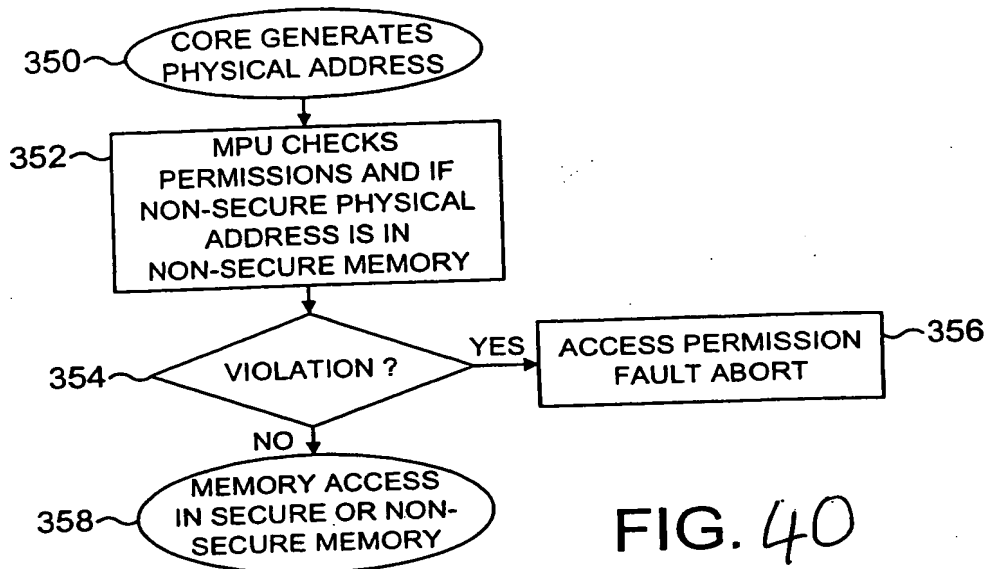 350
CORE GENERATES
PHYSICAL ADDRESS
352
MPU CHECKS
PERMISSIONS AND IF
NON-SECURE PHYSICAL
ADDRESS IS IN
NON-SECURE MEMORY
354
VIOLATION ?
YES
ACCESS PERMISSION
FAULT ABORT
356
NO
358
MEMORY ACCESS
IN SECURE OR NON-
SECURE MEMORY
FIG. 40